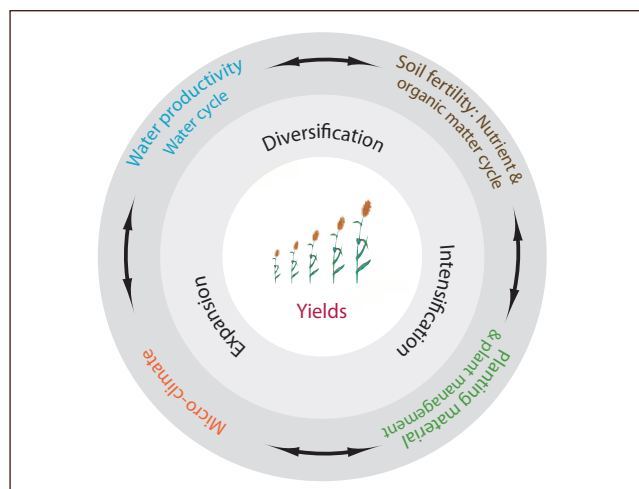 Water productivity
Water cycle
Soil fertility: Nutrient &
organic matter cycle
Diversification
Intensification
Expansion
Yields
Micro-climate
Planting material
& plant management